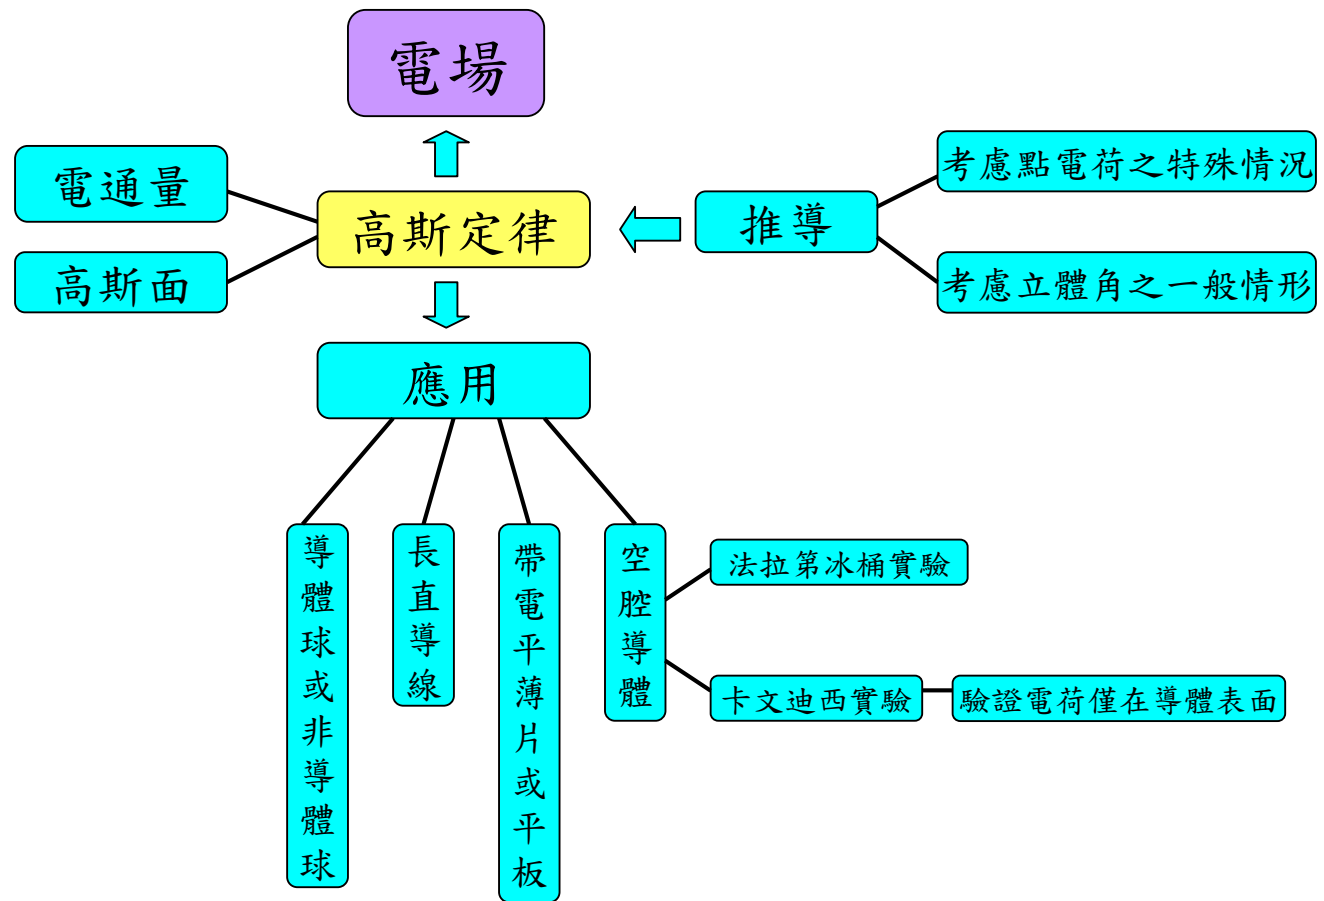 電場
電通量
高斯面
高斯定律
推導
考慮點電荷之特殊情況
考慮立體角之一般情形
應用
導體球或非導體球
長直導線
帶電平薄片或平板
空腔導體
法拉第冰桶實驗
卡文迪西實驗
驗證電荷僅在導體表面